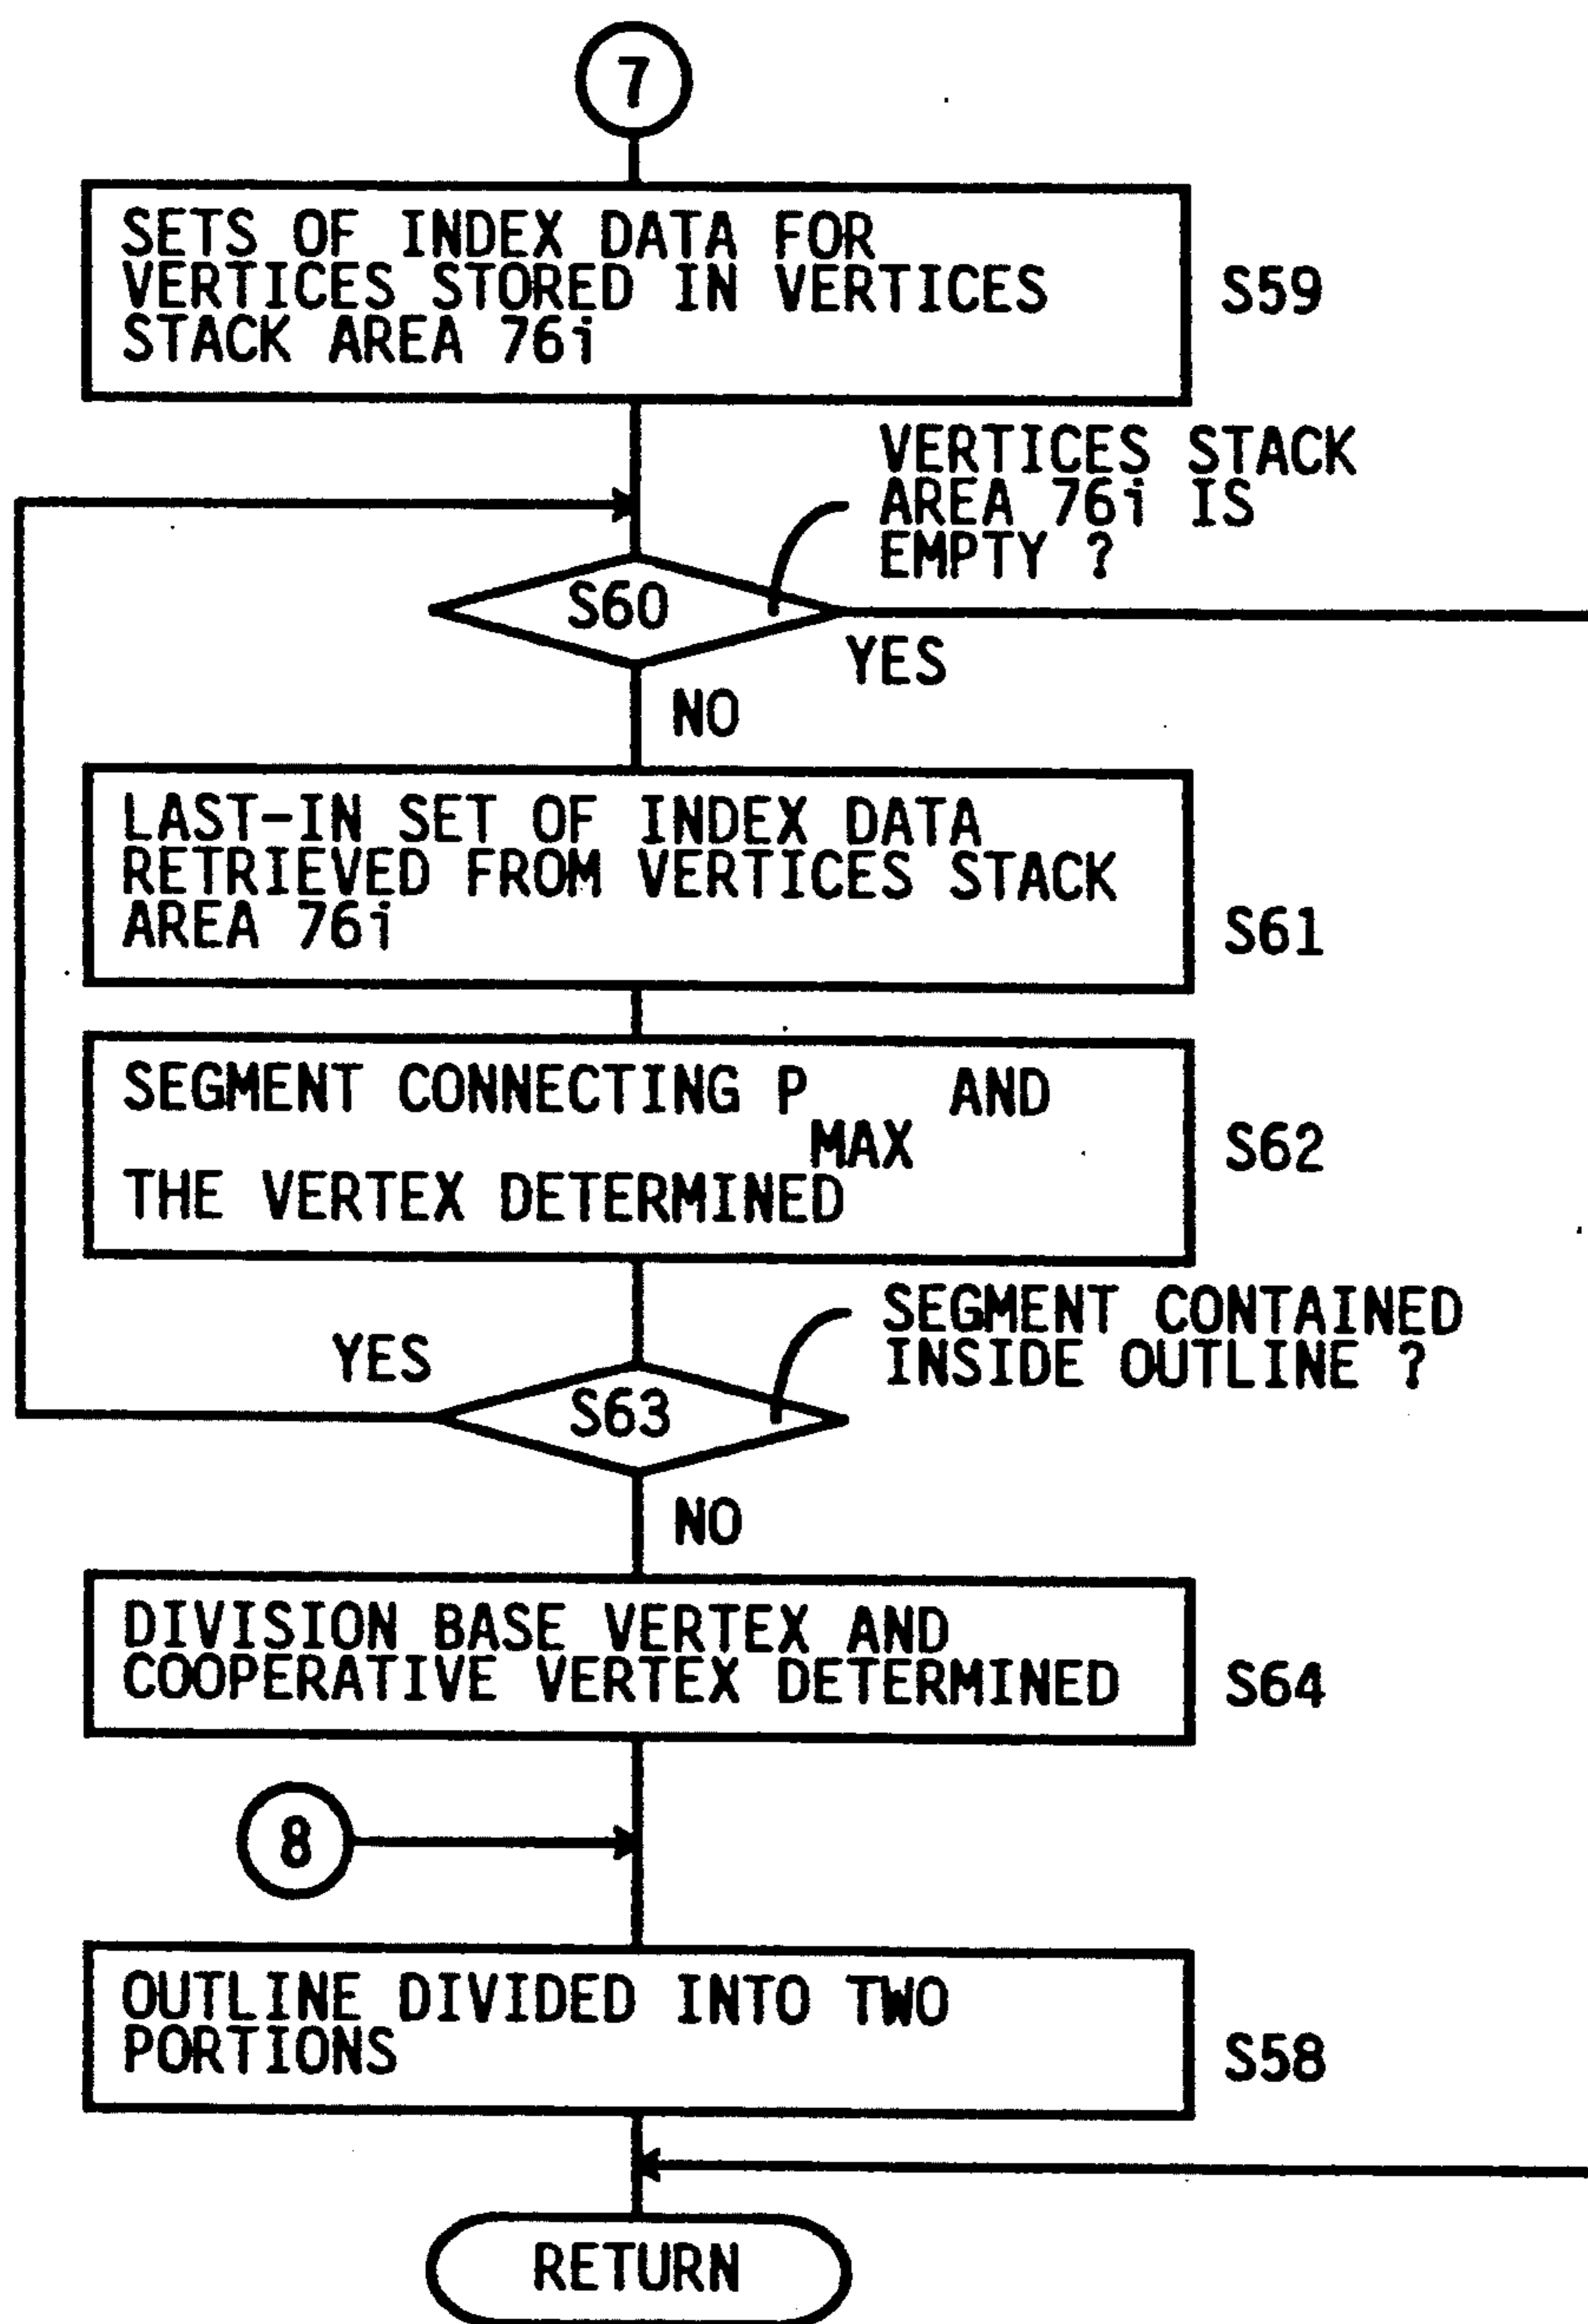 7
SETS OF INDEX DATA FOR
VERTICES STORED IN VERTICES
STACK AREA 76i
S59
VERTICES STACK
AREA 76i IS
EMPTY ?
S60
YES
NO
LAST-IN SET OF INDEX DATA
RETRIEVED FROM VERTICES STACK
AREA 76i
S61
SEGMENT CONNECTING P MAX AND
THE VERTEX DETERMINED
S62
SEGMENT CONTAINED
INSIDE OUTLINE ?
YES
S63
NO
DIVISION BASE VERTEX AND
COOPERATIVE VERTEX DETERMINED
S64
8
OUTLINE DIVIDED INTO TWO
PORTIONS
S58
RETURN